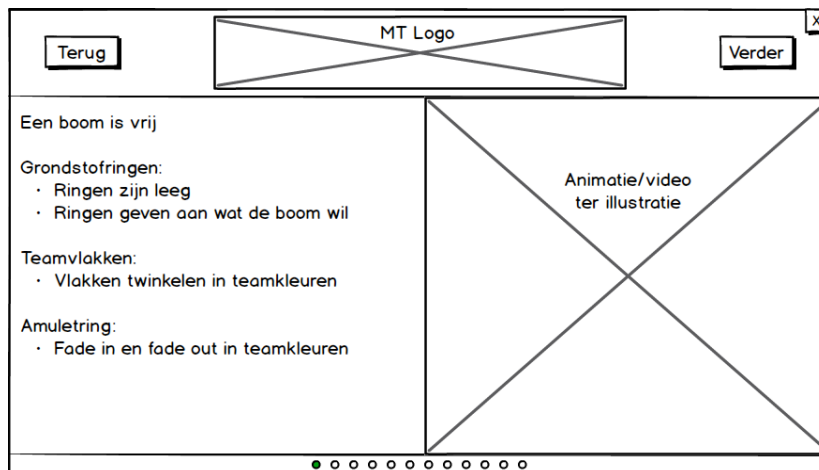 Terug
MT Logo
X
Verder
Een boom is vrij
Grondstofringen:
· Ringen zijn leeg
· Ringen geven aan wat de boom wil
Teamvlakken:
· Vlakken twinkelen in teamkleuren
Amuletring:
· Fade in en fade out in teamkleuren
Animatie/video
ter illustratie